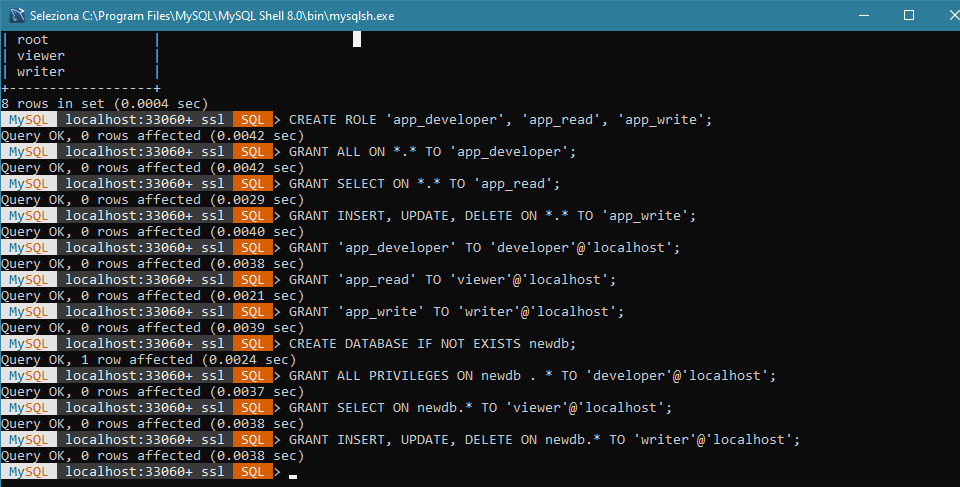 Seleziona C:\Program Files\MySQL\MySQL Shell 8.0\bin\mysqlsh.exe
| root             |
| viewer           |
| writer           |
+------------------+
8 rows in set (0.0004 sec)
MySQL localhost:33060+ ssl SQL > CREATE ROLE 'app_developer', 'app_read', 'app_write';
Query OK, 0 rows affected (0.0042 sec)
MySQL localhost:33060+ ssl SQL > GRANT ALL ON *.* TO 'app_developer';
Query OK, 0 rows affected (0.0042 sec)
MySQL localhost:33060+ ssl SQL > GRANT SELECT ON *.* TO 'app_read';
Query OK, 0 rows affected (0.0029 sec)
MySQL localhost:33060+ ssl SQL > GRANT INSERT, UPDATE, DELETE ON *.* TO 'app_write';
Query OK, 0 rows affected (0.0040 sec)
MySQL localhost:33060+ ssl SQL > GRANT 'app_developer' TO 'developer'@'localhost';
Query OK, 0 rows affected (0.0038 sec)
MySQL localhost:33060+ ssl SQL > GRANT 'app_read' TO 'viewer'@'localhost';
Query OK, 0 rows affected (0.0021 sec)
MySQL localhost:33060+ ssl SQL > GRANT 'app_write' TO 'writer'@'localhost';
Query OK, 0 rows affected (0.0039 sec)
MySQL localhost:33060+ ssl SQL > CREATE DATABASE IF NOT EXISTS newdb;
Query OK, 1 row affected (0.0024 sec)
MySQL localhost:33060+ ssl SQL > GRANT ALL PRIVILEGES ON newdb . * TO 'developer'@'localhost';
Query OK, 0 rows affected (0.0037 sec)
MySQL localhost:33060+ ssl SQL > GRANT SELECT ON newdb.* TO 'viewer'@'localhost';
Query OK, 0 rows affected (0.0038 sec)
MySQL localhost:33060+ ssl SQL > GRANT INSERT, UPDATE, DELETE ON newdb.* TO 'writer'@'localhost';
Query OK, 0 rows affected (0.0038 sec)
MySQL localhost:33060+ ssl SQL > _